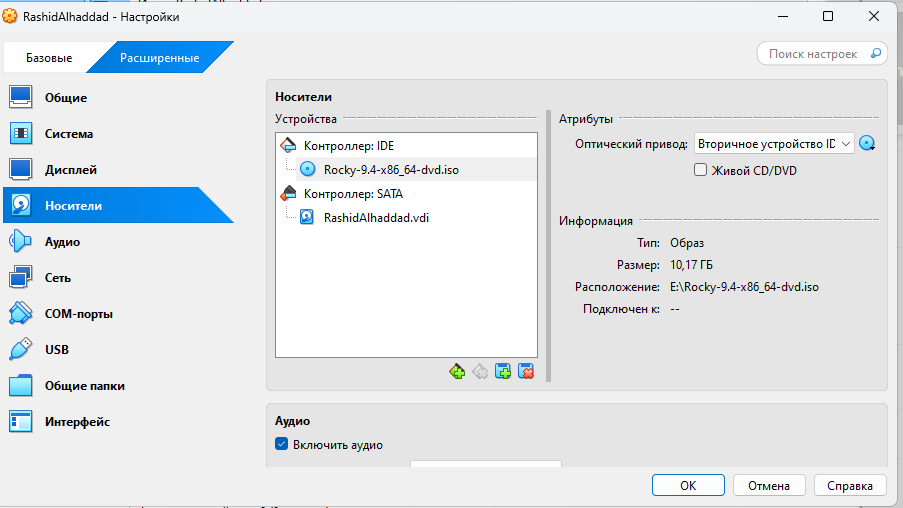 RashidAlhaddad - Настройки
Базовые
Расширенные
Поиск настроек
Общие
Система
Дисплей
Носители
Аудио
Сеть
COM-порты
USB
Общие папки
Интерфейс
Носители
Устройства
Контроллер: IDE
Rocky-9.4-x86_64-dvd.iso
Контроллер: SATA
RashidAlhaddad.vdi
Атрибуты
Оптический привод: Вторичное устройство ID
Живой CD/DVD
Информация
Тип: Образ
Размер: 10,17 ГБ
Расположение: E:\Rocky-9.4-x86_64-dvd.iso
Подключен к: --
Аудио
Включить аудио
OK
Отмена
Справка